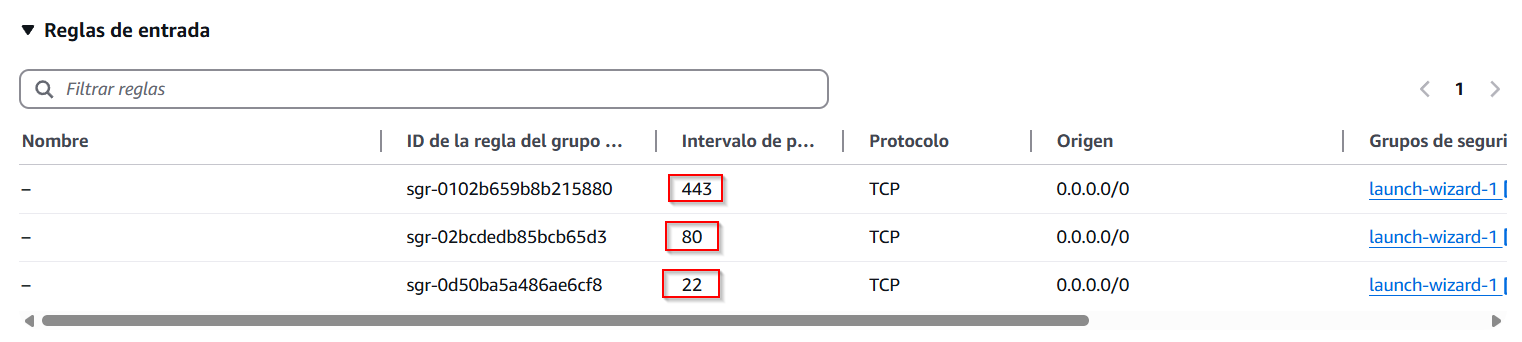 Reglas de entrada
Filtrar reglas
1
Nombre ID de la regla del grupo ... Intervalo de p... Protocolo Origen Grupos de seguri
– sgr-0102b659b8b215880 443 TCP 0.0.0.0/0 launch-wizard-1
– sgr-02bcdedb85bcb65d3 80 TCP 0.0.0.0/0 launch-wizard-1
– sgr-0d50ba5a486ae6cf8 22 TCP 0.0.0.0/0 launch-wizard-1